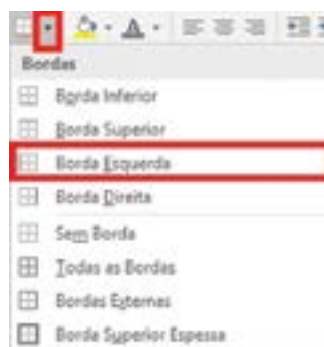 A
Bordas
Borda Inferior
Borda Superior
Borda Esquerda
Borda Direita
Sem Borda
Todas as Bordas
Bordas Externas
Borda Superior Espessa